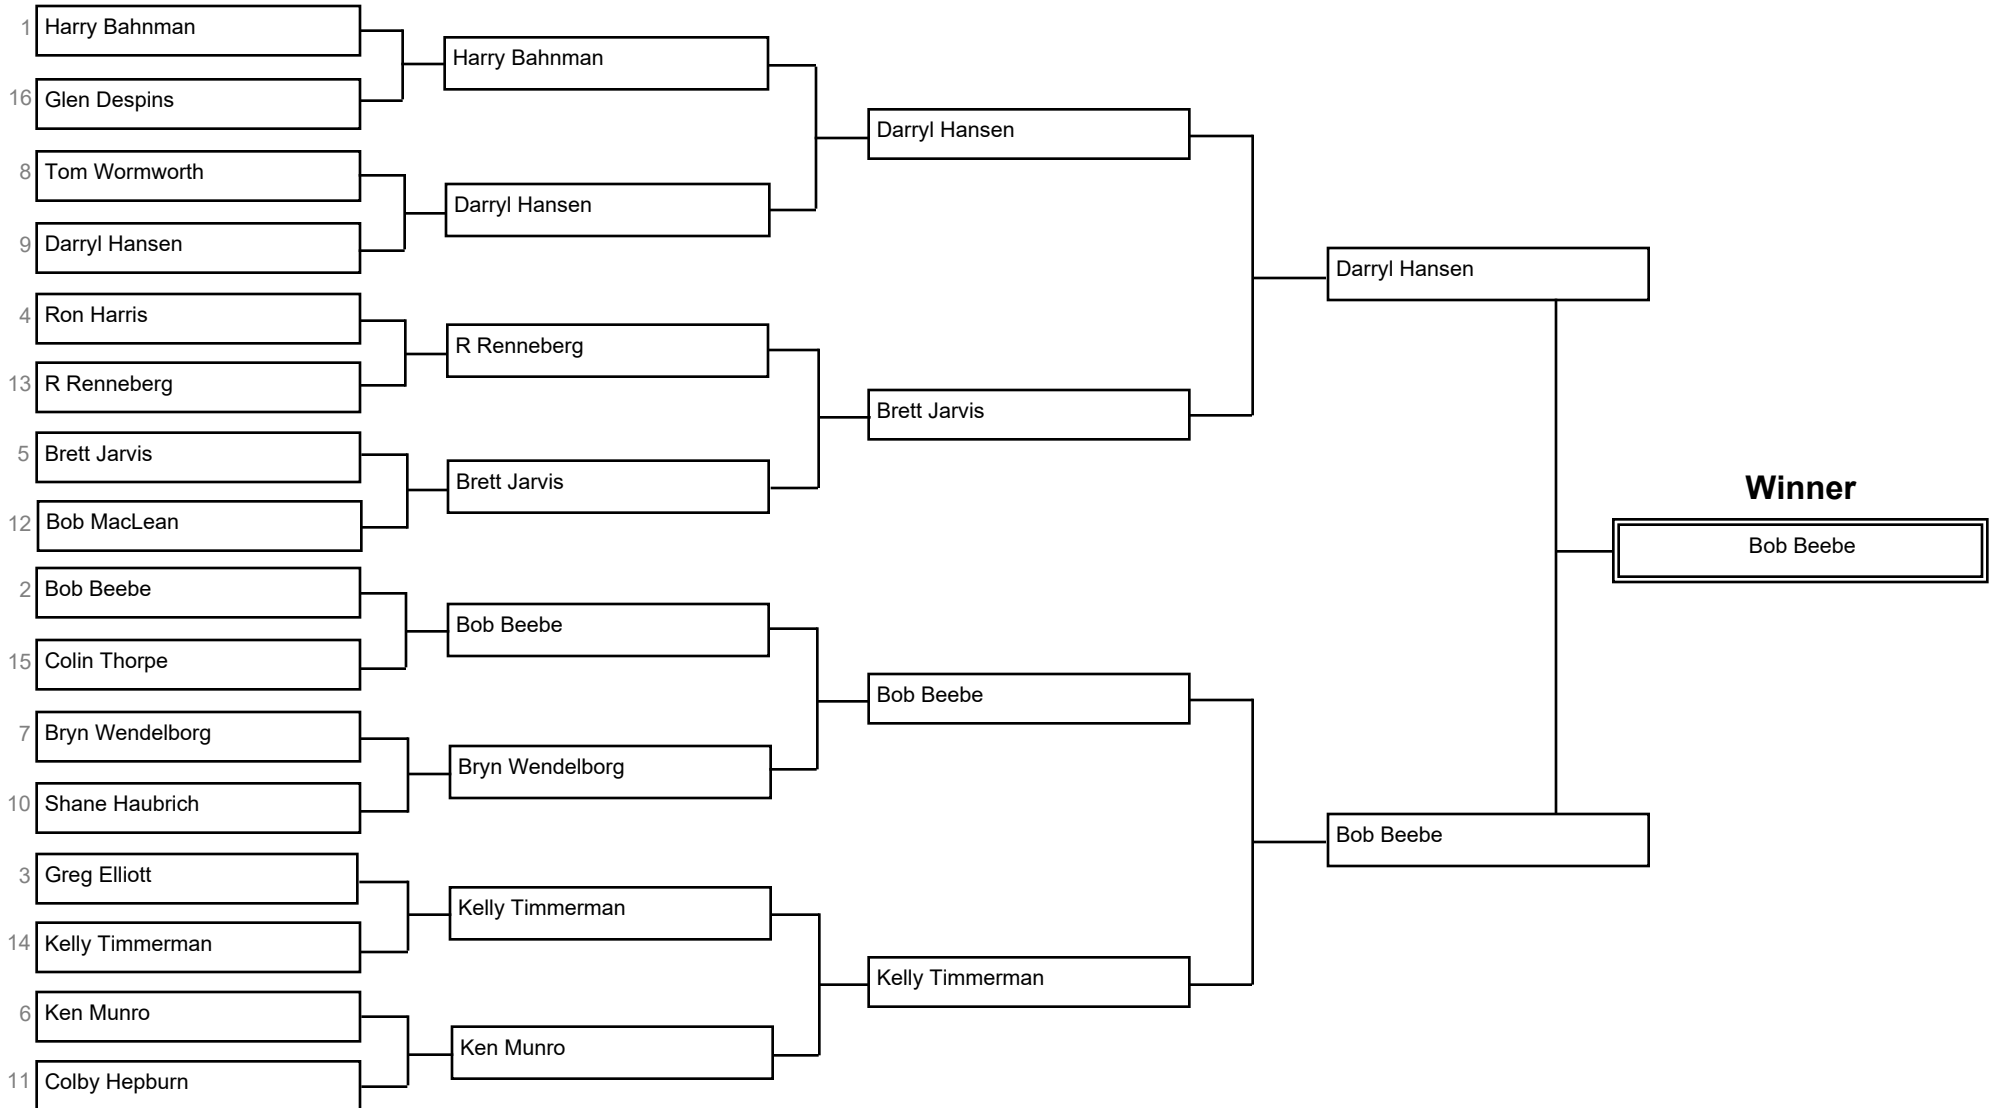 1 Harry Bahnman
16 Glen Despins
8 Tom Wormworth
9 Darryl Hansen
4 Ron Harris
13 R Renneberg
5 Brett Jarvis
12 Bob MacLean
2 Bob Beebe
15 Colin Thorpe
7 Bryn Wendelborg
10 Shane Haubrich
3 Greg Elliott
14 Kelly Timmerman
6 Ken Munro
11 Colby Hepburn
Harry Bahnman
Darryl Hansen
R Renneberg
Brett Jarvis
Bob Beebe
Bryn Wendelborg
Kelly Timmerman
Ken Munro
Darryl Hansen
Brett Jarvis
Bob Beebe
Kelly Timmerman
Darryl Hansen
Bob Beebe
Winner
Bob Beebe